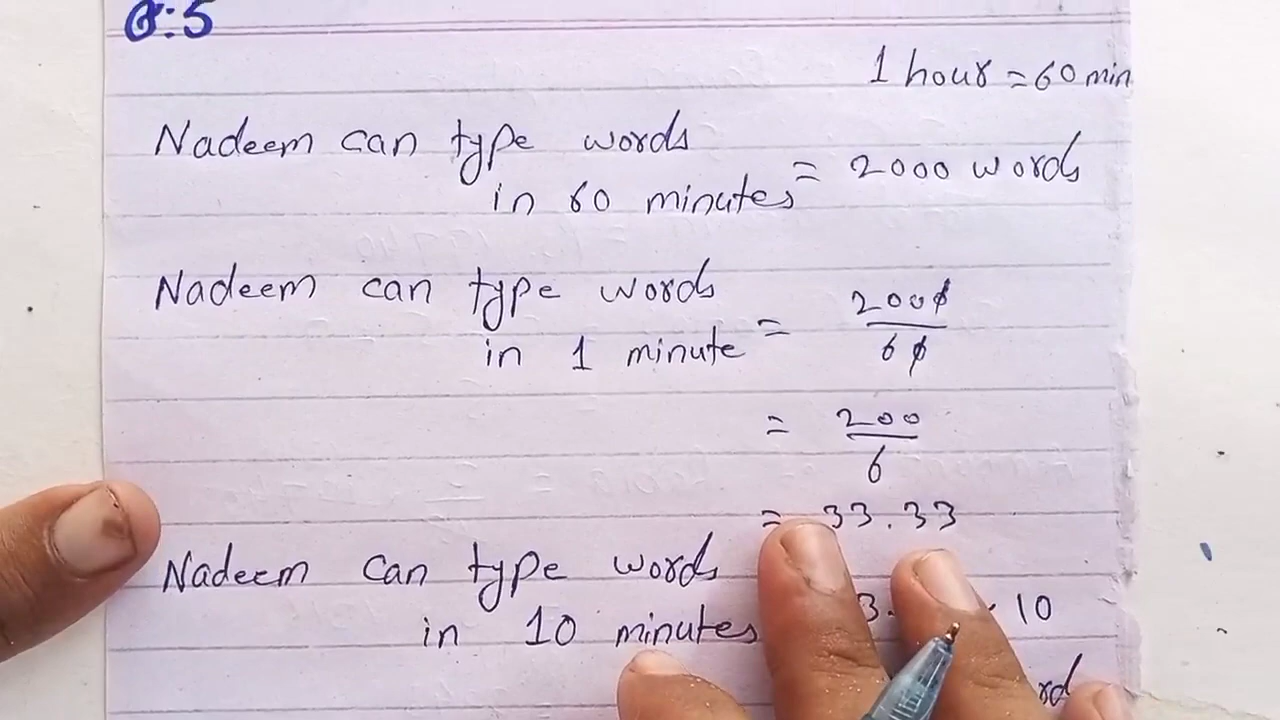 Q:5
1 hour = 60 min
Nadeem can type words
in 60 minutes = 2000 words
Nadeem can type words
in 1 minute = 2000/60
= 200/6
= 33.33
Nadeem can type words
in 10 minutes 10